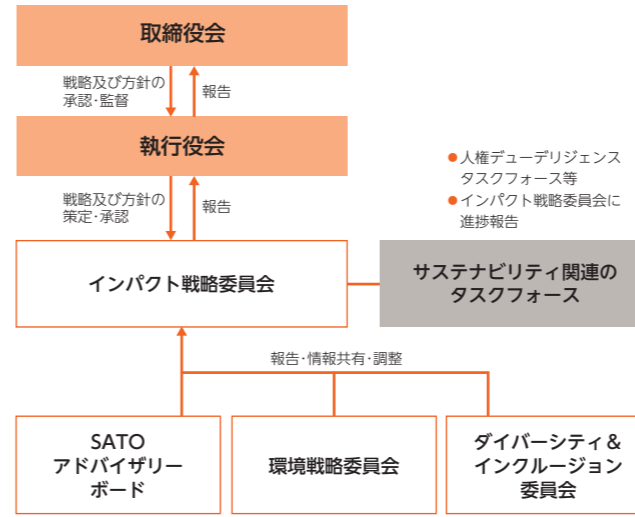 取締役会
戦略及び方針の
承認・監督
報告
執行役会
戦略及び方針の
策定・承認
報告
●人権デューデリジェンス
タスクフォース等
●インパクト戦略委員会に
進捗報告
インパクト戦略委員会
サステナビリティ関連の
タスクフォース
報告・情報共有・調整
SATO
アドバイザリー
ボード
環境戦略委員会
ダイバーシティ＆
インクルージョン
委員会